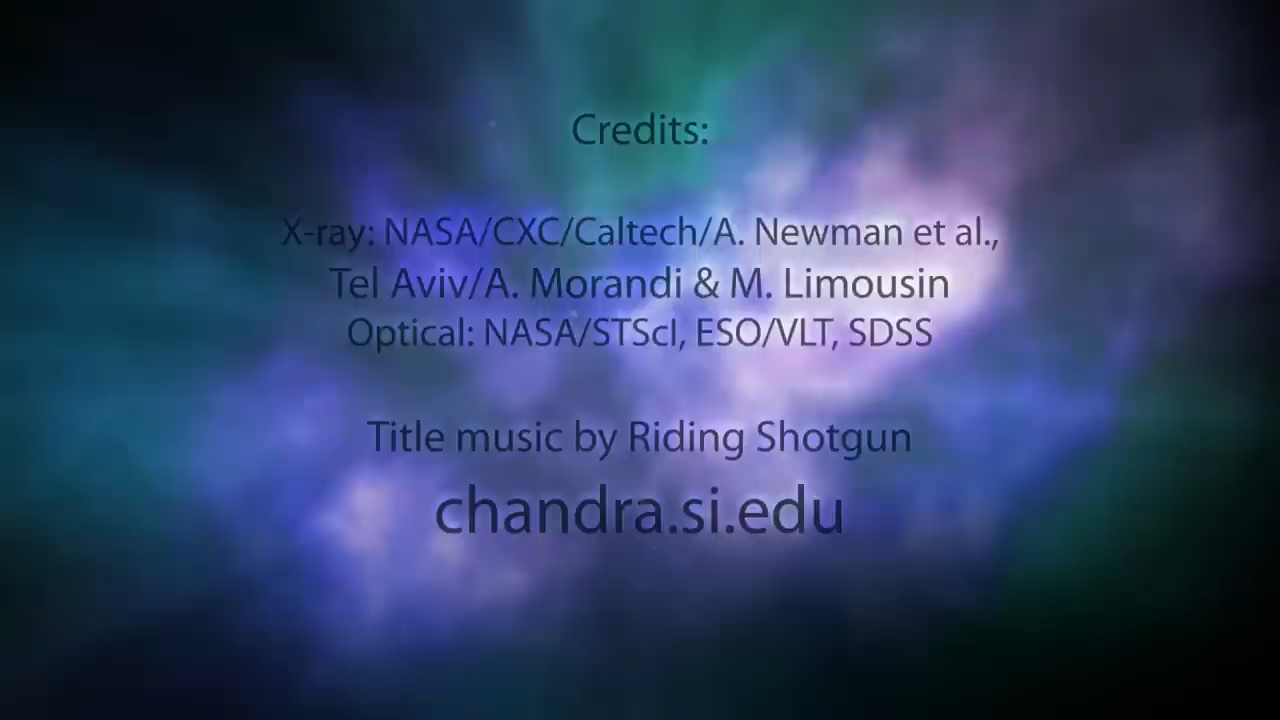 Credits:
X-ray: NASA/CXC/Caltech/A. Newman et al.,
Tel Aviv/A. Morandi & M. Limousin
Optical: NASA/STScI, ESO/VLT, SDSS
Title music by Riding Shotgun
chandra.si.edu